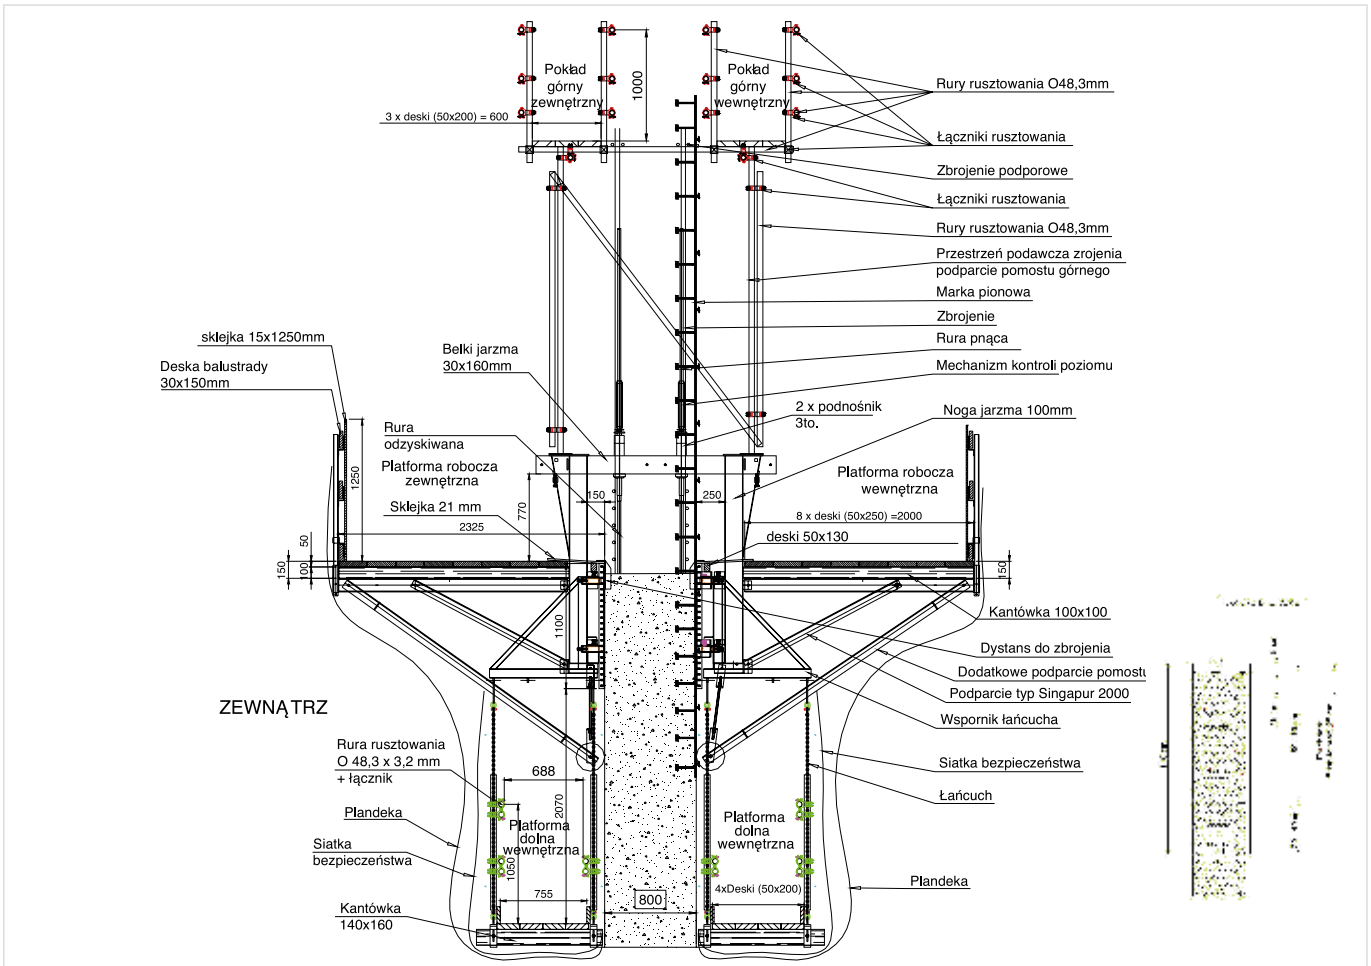 Pokład
górny
zewnętrzny
1000
Pokład
górny
wewnętrzny
3 x deski (50x200) = 600
Rury rusztowania O48,3mm
Łączniki rusztowania
Zbrojenie podporowe
Łączniki rusztowania
Rury rusztowania O48,3mm
Przestrzeń podawcza zrojenia
podparcie pomostu górnego
Marka pionowa
Zbrojenie
Rura pnąca
Mechanizm kontroli poziomu
sklejka 15x1250mm
Deska balustrady
30x150mm
Belki jarzma
30x160mm
2 x podnośnik
3to.
Noga jarzma 100mm
Rura
odzyskiwana
Platforma robocza
zewnętrzna
Platforma robocza
wewnętrzna
1250
770
150
250
Sklejka 21 mm
2325
8 x deski (50x250) =2000
deski 50x130
50
150
100
150
1100
Kantówka 100x100
Dystans do zbrojenia
Dodatkowe podparcie pomostu
Podparcie typ Singapur 2000
Wspornik łańcucha
ZEWNĄTRZ
Rura rusztowania
O 48,3 x 3,2 mm
+ łącznik
688
2070
Siatka bezpieczeństwa
Łańcuch
Plandeka
Platforma
dolna
wewnętrzna
Platforma
dolna
wewnętrzna
Siatka
bezpieczeństwa
1050
755
800
4xDeski (50x200)
Plandeka
Kantówka
140x160